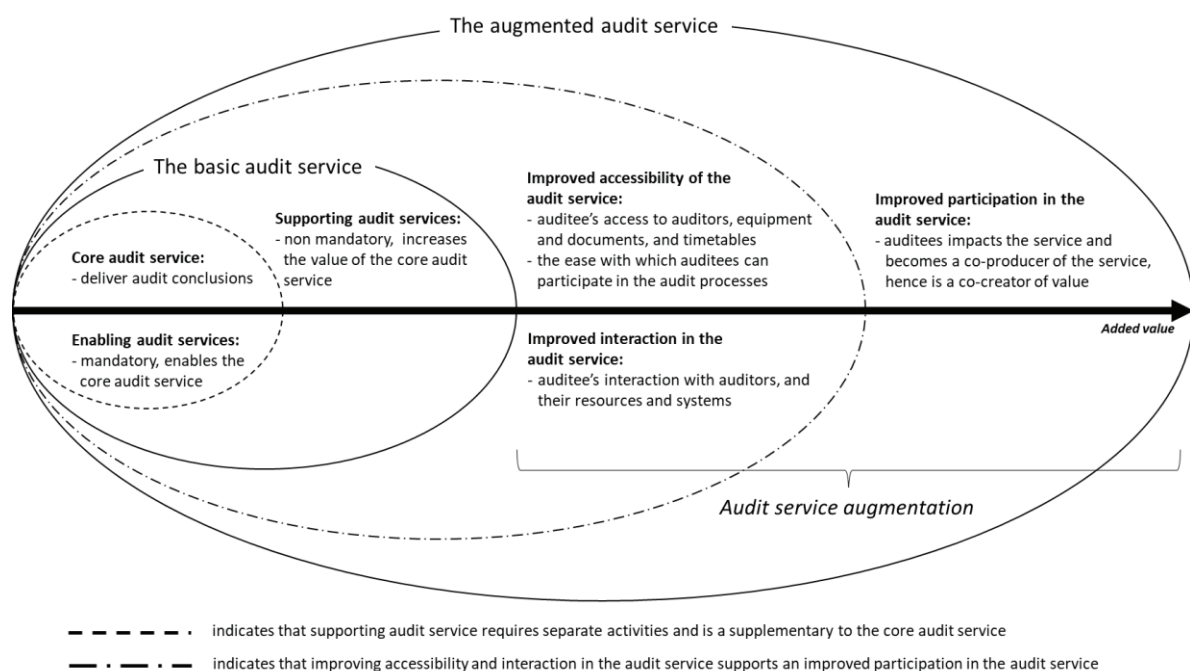 The augmented audit service
The basic audit service
Core audit service:
- deliver audit conclusions
Enabling audit services:
- mandatory, enables the
core audit service
Supporting audit services:
- non mandatory, increases
the value of the core audit
service
Improved accessibility of the
audit service:
- auditee's access to auditors, equipment
and documents, and timetables
- the ease with which auditees can
participate in the audit processes
Improved interaction in the
audit service:
- auditee's interaction with auditors, and
their resources and systems
Improved participation in the
audit service:
- auditees impacts the service and
becomes a co-producer of the service,
hence is a co-creator of value
Added value
Audit service augmentation
indicates that supporting audit service requires separate activities and is a supplementary to the core audit service
indicates that improving accessibility and interaction in the audit service supports an improved participation in the audit service